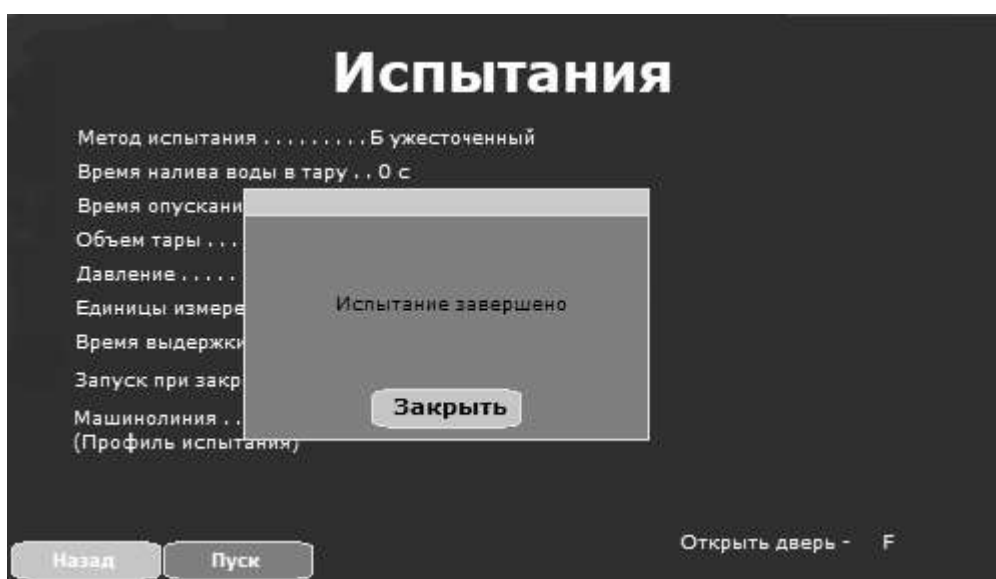 Испытания
Метод испытания . . . . . . . . . Б ужесточенный
Время налива воды в тару . . 0 с
Время опускани
Объем тары . . . .
Давление . . . . .
Единицы измере
Время выдержки
Запуск при закр
Машинолиния . .
(Профиль испытания)
Испытание завершено
Закрыть
Назад
Пуск
Открыть дверь - F